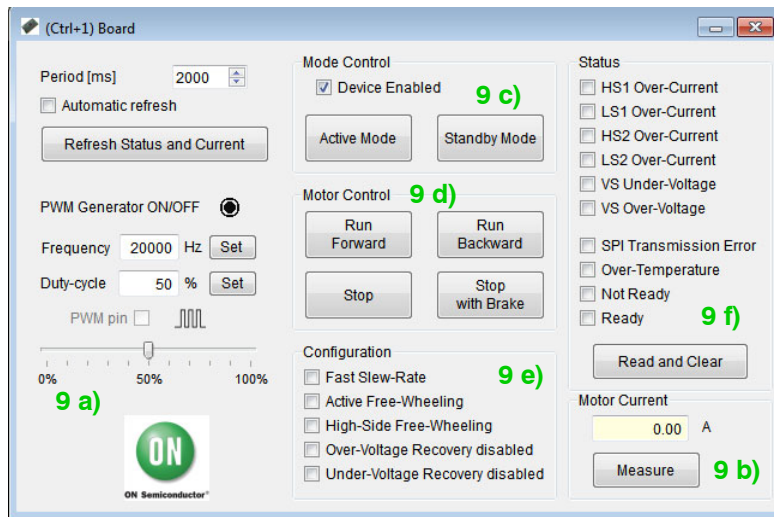 (Ctrl+1) Board
Period [ms] 2000
Automatic refresh
Refresh Status and Current
PWM Generator ON/OFF
Frequency 20000 Hz Set
Duty-cycle 50 % Set
PWM pin
0% 50% 100%
9 a)
ON
ON Semiconductor®
Mode Control
Device Enabled
9 c)
Active Mode Standby Mode
Motor Control
9 d)
Run Forward
Run Backward
Stop
Stop with Brake
Configuration
Fast Slew-Rate
9 e)
Active Free-Wheeling
High-Side Free-Wheeling
Over-Voltage Recovery disabled
Under-Voltage Recovery disabled
Status
HS1 Over-Current
LS1 Over-Current
HS2 Over-Current
LS2 Over-Current
VS Under-Voltage
VS Over-Voltage
SPI Transmission Error
Over-Temperature
Not Ready
Ready
9 f)
Read and Clear
Motor Current
0.00 A
Measure
9 b)